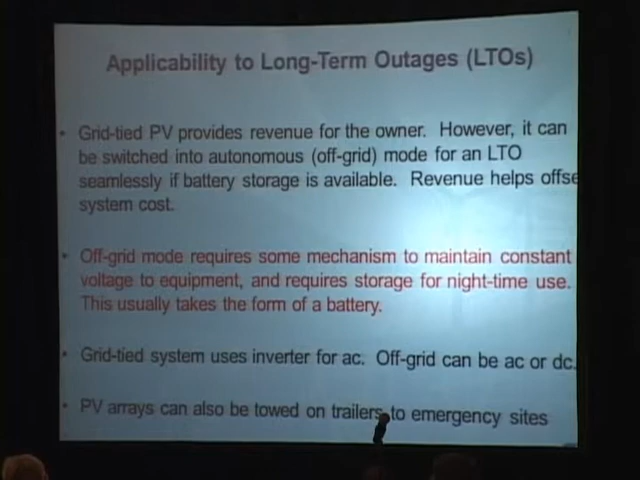 Applicability to Long-Term Outages (LTOs)
• Grid-tied PV provides revenue for the owner. However, it can
be switched into autonomous (off-grid) mode for an LTO
seamlessly if battery storage is available. Revenue helps offse
system cost.
• Off-grid mode requires some mechanism to maintain constant
voltage to equipment, and requires storage for night-time use.
This usually takes the form of a battery.
• Grid-tied system uses inverter for ac. Off-grid can be ac or dc.
• PV arrays can also be towed on trailers to emergency sites